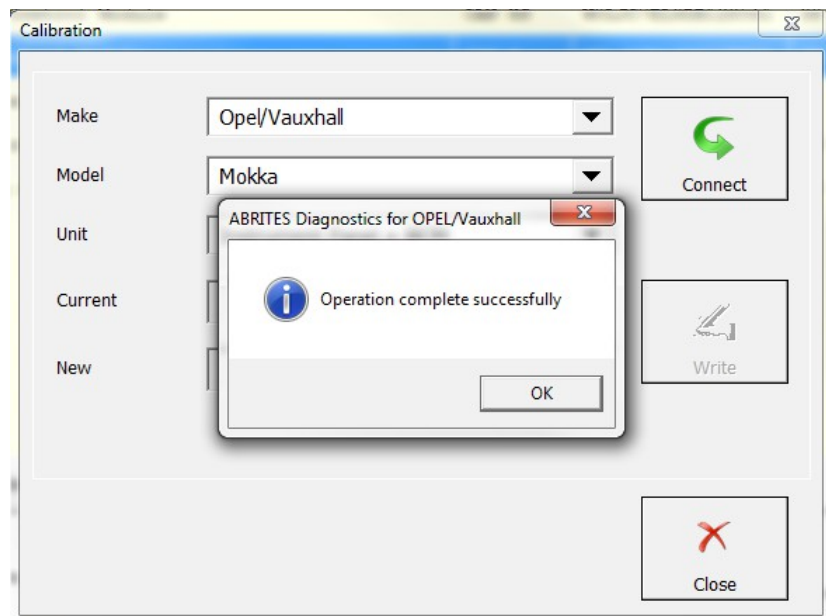 Calibration
Make
Opel/Vauxhall
Connect
Model
Mokka
ABRITES Diagnostics for OPEL/Vauxhall
Unit
Operation complete successfully
Current
Write
New
OK
Close